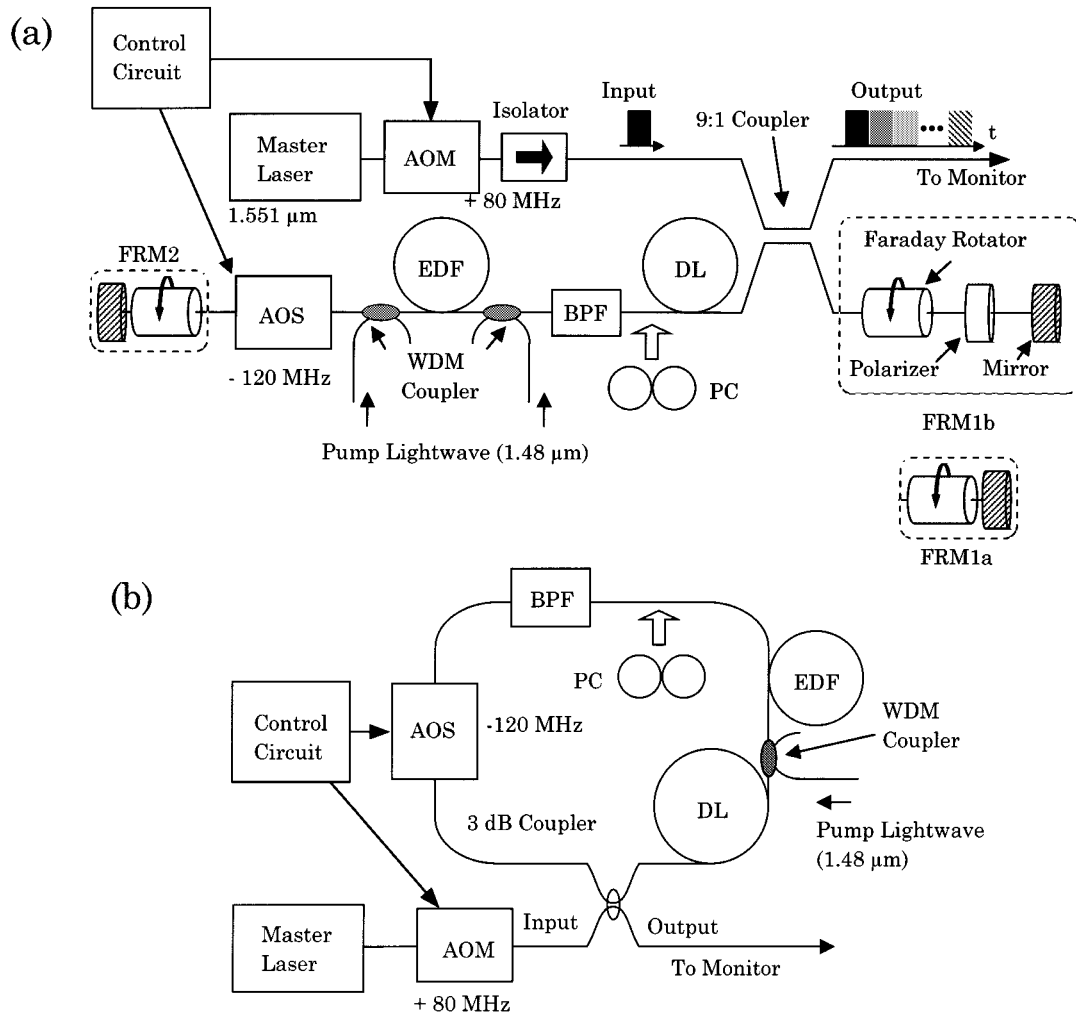 (a)
Control
Circuit
Master
Laser
1.551 µm
AOM
Isolator
+ 80 MHz
Input
9:1 Coupler
Output
t
To Monitor
FRM2
AOS
- 120 MHz
EDF
WDM
Coupler
Pump Lightwave (1.48 µm)
BPF
DL
PC
Faraday Rotator
Polarizer
Mirror
FRM1b
FRM1a
(b)
BPF
PC
EDF
WDM
Coupler
Control
Circuit
AOS
-120 MHz
DL
Pump Lightwave
(1.48 µm)
3 dB Coupler
Master
Laser
AOM
+ 80 MHz
Input
Output
To Monitor